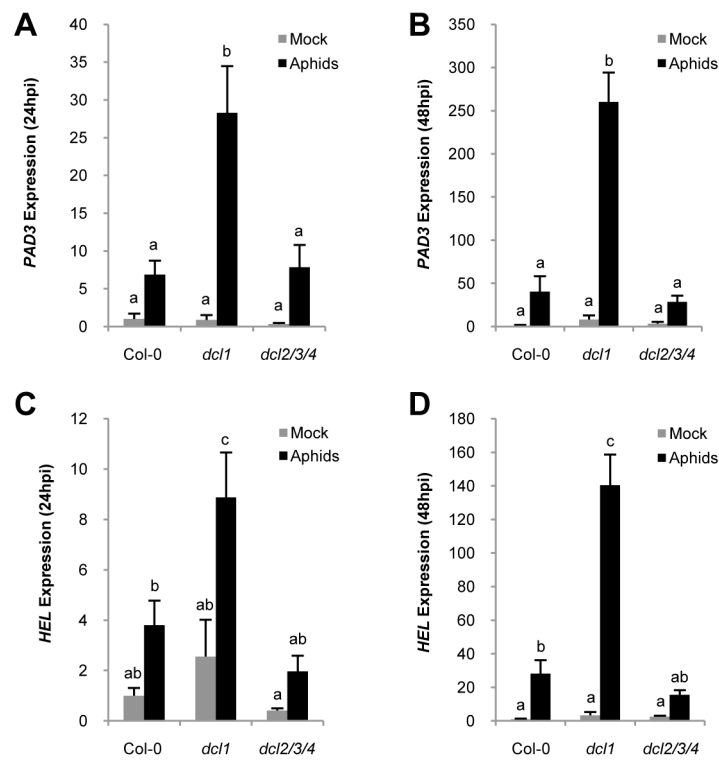 A
40
35
30
25
20
15
10
5
0
PAD3 Expression (24hpi)
Mock
Aphids
a
a
a
b
a
a
Col-0 dcl1 dcl2/3/4
B
350
300
250
200
150
100
50
0
PAD3 Expression (48hpi)
Mock
Aphids
a
a
a
b
a
a
Col-0 dcl1 dcl2/3/4
C
12
10
8
6
4
2
0
HEL Expression (24hpi)
Mock
Aphids
ab
b
ab
c
a
ab
Col-0 dcl1 dcl2/3/4
D
180
160
140
120
100
80
60
40
20
0
HEL Expression (48hpi)
Mock
Aphids
a
b
a
c
a
ab
Col-0 dcl1 dcl2/3/4